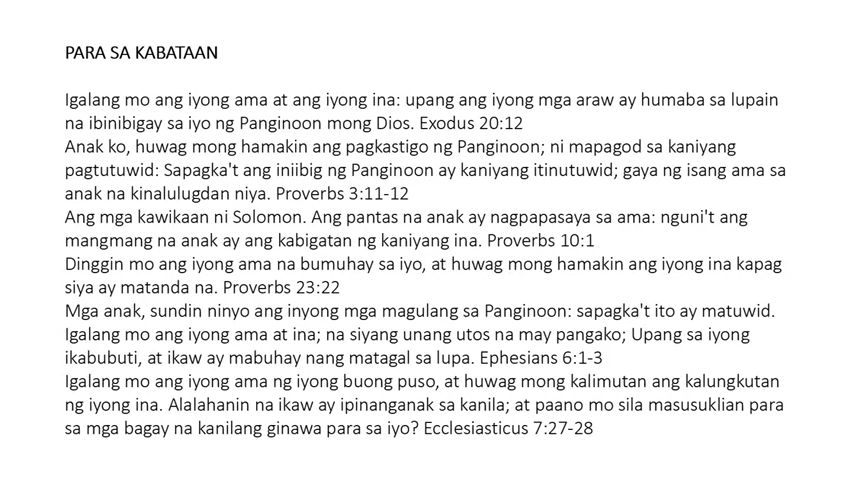 PARA SA KABATAAN
Igalang mo ang iyong ama at ang iyong ina: upang ang iyong mga araw ay humaba sa lupain
na ibinibigay sa iyo ng Panginoon mong Dios. Exodus 20:12
Anak ko, huwag mong hamakin ang pagkastigo ng Panginoon; ni mapagod sa kaniyang
pagtutuwid: Sapagka't ang iniibig ng Panginoon ay kaniyang itinutuwid; gaya ng isang ama sa
anak na kinalulugdan niya. Proverbs 3:11-12
Ang mga kawikaan ni Solomon. Ang pantas na anak ay nagpapasaya sa ama: nguni't ang
mangmang na anak ay ang kabigatan ng kaniyang ina. Proverbs 10:1
Dinggin mo ang iyong ama na bumuhay sa iyo, at huwag mong hamakin ang iyong ina kapag
siya ay matanda na. Proverbs 23:22
Mga anak, sundin ninyo ang inyong mga magulang sa Panginoon: sapagka't ito ay matuwid.
Igalang mo ang iyong ama at ina; na siyang unang utos na may pangako; Upang sa iyong
ikabubuti, at ikaw ay mabuhay nang matagal sa lupa. Ephesians 6:1-3
Igalang mo ang iyong ama ng iyong buong puso, at huwag mong kalimutan ang kalungkutan
ng iyong ina. Alalahanin na ikaw ay ipinanganak sa kanila; at paano mo sila masusuklian para
sa mga bagay na kanilang ginawa para sa iyo? Ecclesiasticus 7:27-28